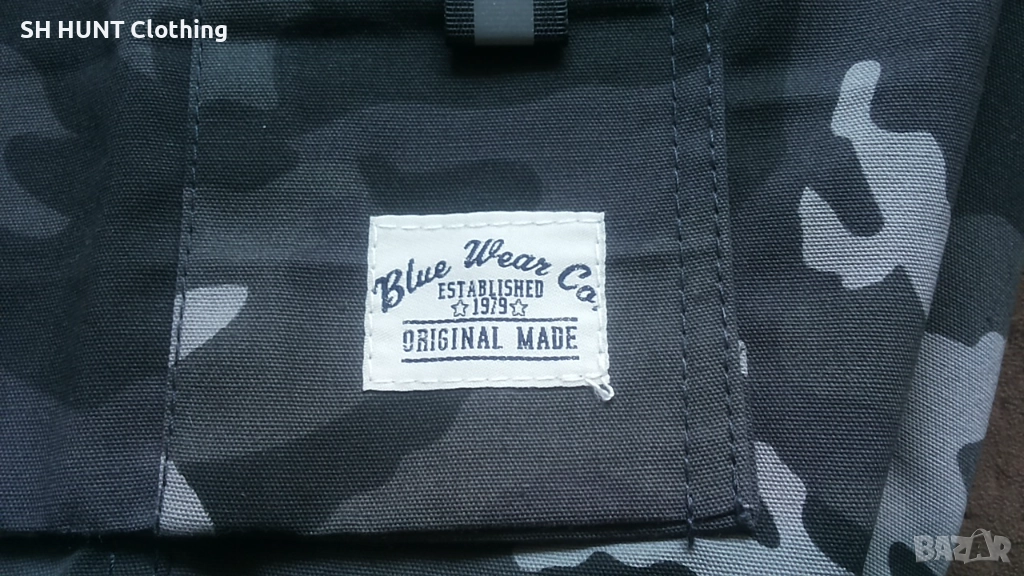 SH HUNT Clothing
Blue Wear Co.
ESTABLISHED
☆1979☆
ORIGINAL MADE
BAZAR